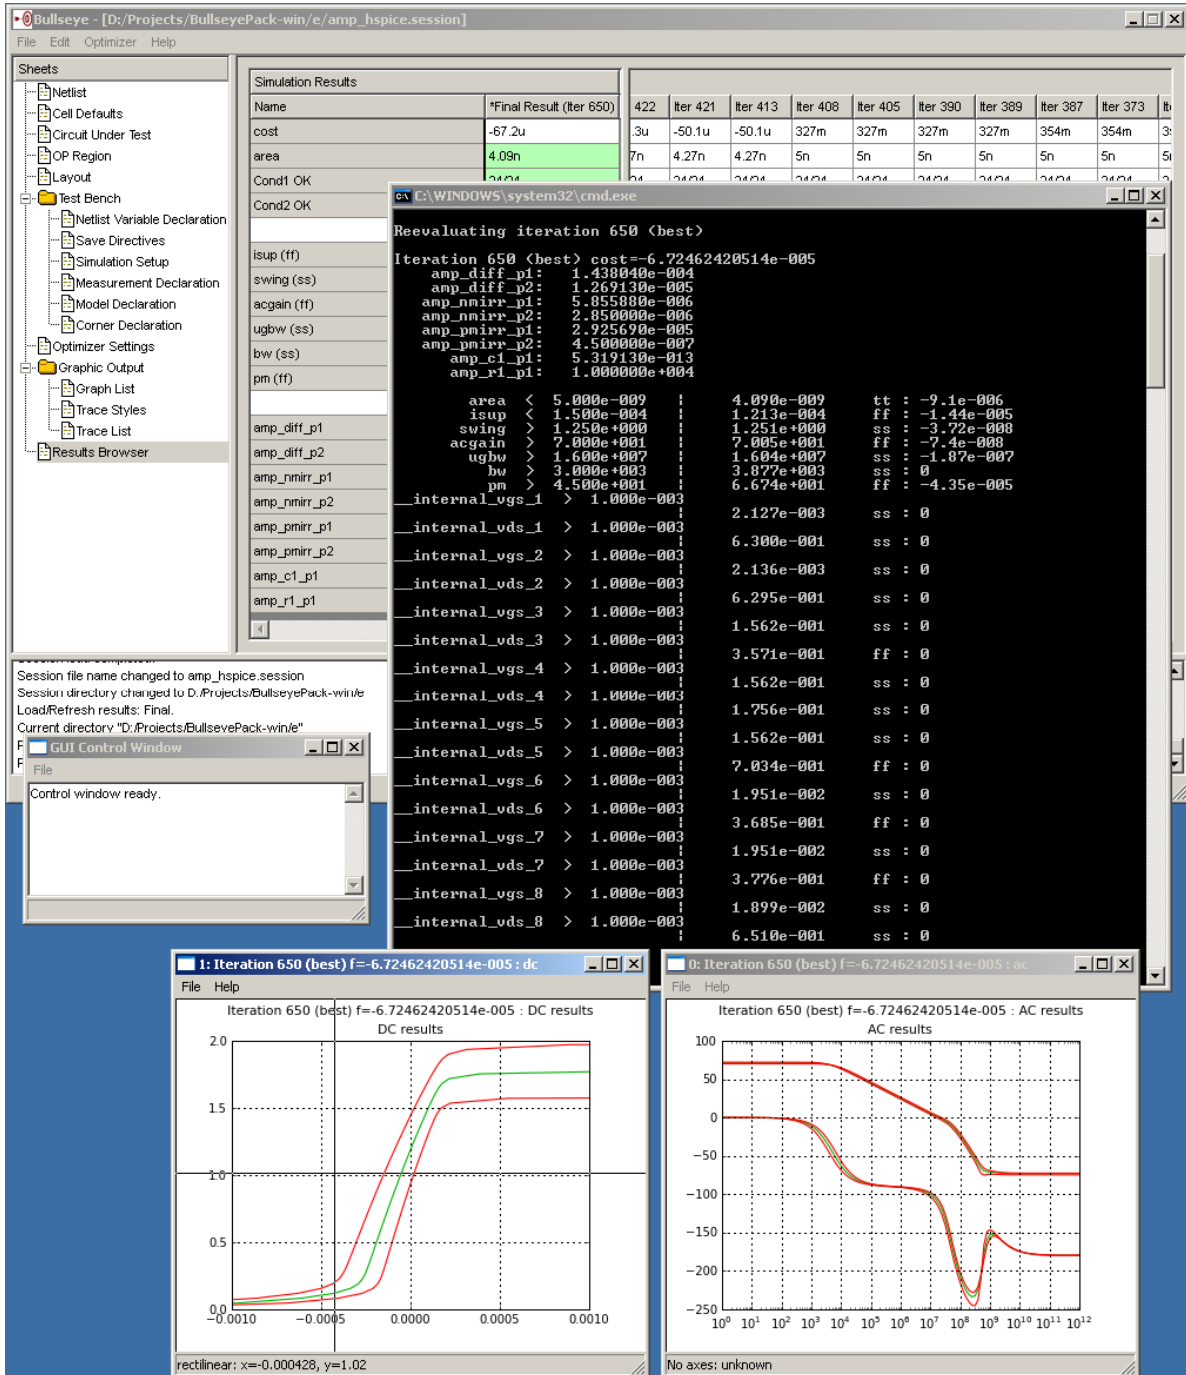 Bullseye - [D:/Projects/BullseyePack-win/e/amp_hspice.session]
File Edit Optimizer Help
Sheets
Netlist
Cell Defaults
Circuit Under Test
OP Region
Layout
Test Bench
Netlist Variable Declaration
Save Directives
Simulation Setup
Measurement Declaration
Model Declaration
Corner Declaration
Optimizer Settings
Graphic Output
Graph List
Trace Styles
Trace List
Results Browser
Simulation Results
Name *Final Result (Iter 650) 422 Iter 421 Iter 413 Iter 408 Iter 405 Iter 390 Iter 389 Iter 387 Iter 373
cost -67.2u .3u -50.1u -50.1u 327m 327m 327m 327m 354m 354m
area 4.09n 7n 4.27n 4.27n 5n 5n 5n 5n 5n 5n
Cond1 OK
Cond2 OK
isup (ff)
swing (ss)
acgain (ff)
ugbw (ss)
bw (ss)
pm (ff)
amp_diff_p1
amp_diff_p2
amp_nmirr_p1
amp_nmirr_p2
amp_pmirr_p1
amp_pmirr_p2
amp_c1_p1
amp_r1_p1
C:\WINDOWS\system32\cmd.exe
Reevaluating iteration 650 (best)
Iteration 650 (best) cost=-6.72462420514e-005
amp_diff_p1: 1.438040e-004
amp_diff_p2: 1.269130e-005
amp_nmirr_p1: 5.855880e-006
amp_nmirr_p2: 2.850000e-006
amp_pmirr_p1: 2.925690e-005
amp_pmirr_p2: 4.500000e-007
amp_c1_p1: 5.319130e-013
amp_r1_p1: 1.000000e+004
area < 5.000e-009 ¦ 4.090e-009 tt : -9.1e-006
isup < 1.500e-004 ¦ 1.213e-004 ff : -1.44e-005
swing > 1.250e+000 ¦ 1.251e+000 ss : -3.72e-008
acgain > 7.000e+001 ¦ 7.005e+001 ff : -7.4e-008
ugbw > 1.600e+007 ¦ 1.604e+007 ss : -1.87e-007
bw > 3.000e+003 ¦ 3.877e+003 ss : 0
pm > 4.500e+001 ¦ 6.674e+001 ff : -4.35e-005
__internal_vgs_1 > 1.000e-003
¦ 2.127e-003 ss : 0
__internal_vds_1 > 1.000e-003
¦ 6.300e-001 ss : 0
__internal_vgs_2 > 1.000e-003
¦ 2.136e-003 ss : 0
__internal_vds_2 > 1.000e-003
¦ 6.295e-001 ss : 0
__internal_vgs_3 > 1.000e-003
¦ 1.562e-001 ss : 0
__internal_vds_3 > 1.000e-003
¦ 3.571e-001 ff : 0
__internal_vgs_4 > 1.000e-003
¦ 1.562e-001 ss : 0
__internal_vds_4 > 1.000e-003
¦ 1.756e-001 ss : 0
__internal_vgs_5 > 1.000e-003
¦ 1.562e-001 ss : 0
__internal_vds_5 > 1.000e-003
¦ 7.034e-001 ff : 0
__internal_vgs_6 > 1.000e-003
¦ 1.951e-002 ss : 0
__internal_vds_6 > 1.000e-003
¦ 3.685e-001 ff : 0
__internal_vgs_7 > 1.000e-003
¦ 1.951e-002 ss : 0
__internal_vds_7 > 1.000e-003
¦ 3.776e-001 ff : 0
__internal_vgs_8 > 1.000e-003
¦ 1.899e-002 ss : 0
__internal_vds_8 > 1.000e-003
¦ 6.510e-001 ss : 0
Session file name changed to amp_hspice.session
Session directory changed to D:/Projects/BullseyePack-win/e
Load/Refresh results: Final.
Current directory "D:/Projects/BullseyePack-win/e"
GUI Control Window
File
Control window ready.
1: Iteration 650 (best) f=-6.72462420514e-005 : dc
File Help
Iteration 650 (best) f=-6.72462420514e-005 : DC results
DC results
2.0
1.5
1.0
0.5
0.0
−0.0010 −0.0005 0.0000 0.0005 0.0010
rectilinear: x=-0.000428, y=1.02
0: Iteration 650 (best) f=-6.72462420514e-005 : ac
File Help
Iteration 650 (best) f=-6.72462420514e-005 : AC results
AC results
100
50
0
−50
−100
−150
−200
−250
10⁰ 10¹ 10² 10³ 10⁴ 10⁵ 10⁶ 10⁷ 10⁸ 10⁹ 10¹⁰ 10¹¹ 10¹²
No axes: unknown